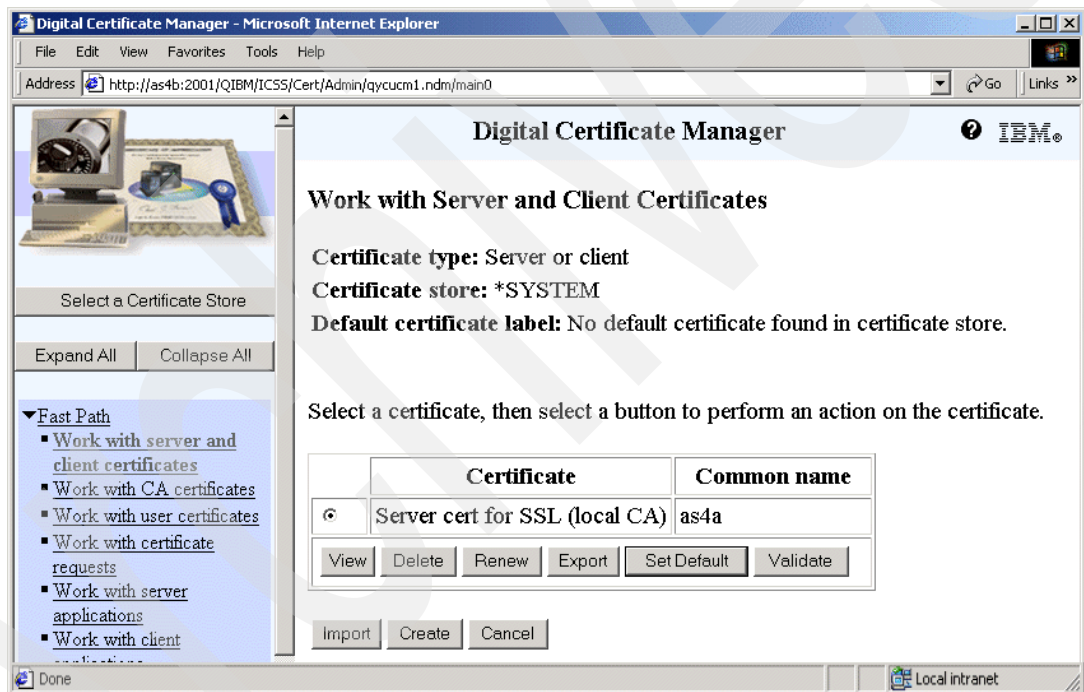 Digital Certificate Manager - Microsoft Internet Explorer
File Edit View Favorites Tools Help
Address http://as4b:2001/QIBM/ICSS/Cert/Admin/qycucm1.ndm/main0 Go Links »
Digital Certificate Manager
IBM®
Select a Certificate Store
Expand All Collapse All
Fast Path
Work with server and
client certificates
Work with CA certificates
Work with user certificates
Work with certificate
requests
Work with server
applications
Work with client
Work with Server and Client Certificates
Certificate type: Server or client
Certificate store: *SYSTEM
Default certificate label: No default certificate found in certificate store.
Select a certificate, then select a button to perform an action on the certificate.
Certificate Common name
Server cert for SSL (local CA) as4a
View Delete Renew Export Set Default Validate
Import Create Cancel
Done Local intranet